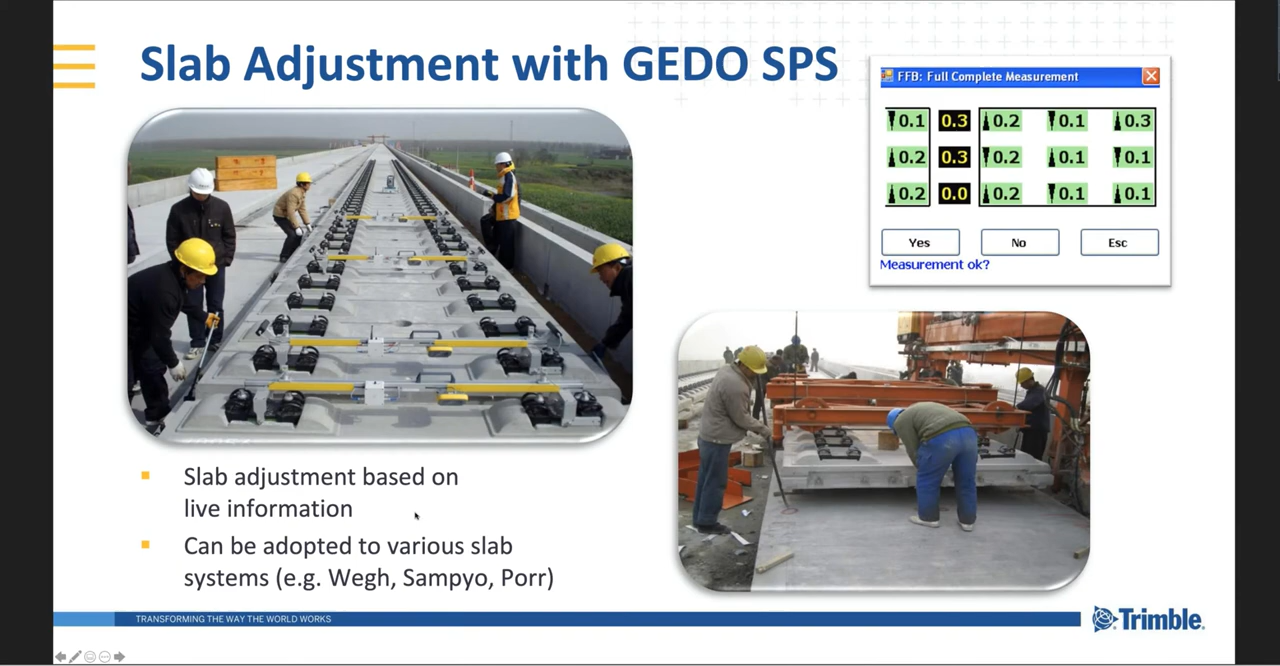 Slab Adjustment with GEDO SPS
FFB: Full Complete Measurement
0.1 0.3 0.2 0.1 0.3
0.2 0.3 0.2 0.1 0.1
0.2 0.0 0.2 0.1 0.1
Yes No Esc
Measurement ok?
Slab adjustment based on
live information
Can be adopted to various slab
systems (e.g. Wegh, Sampyo, Porr)
TRANSFORMING THE WAY THE WORLD WORKS
Trimble